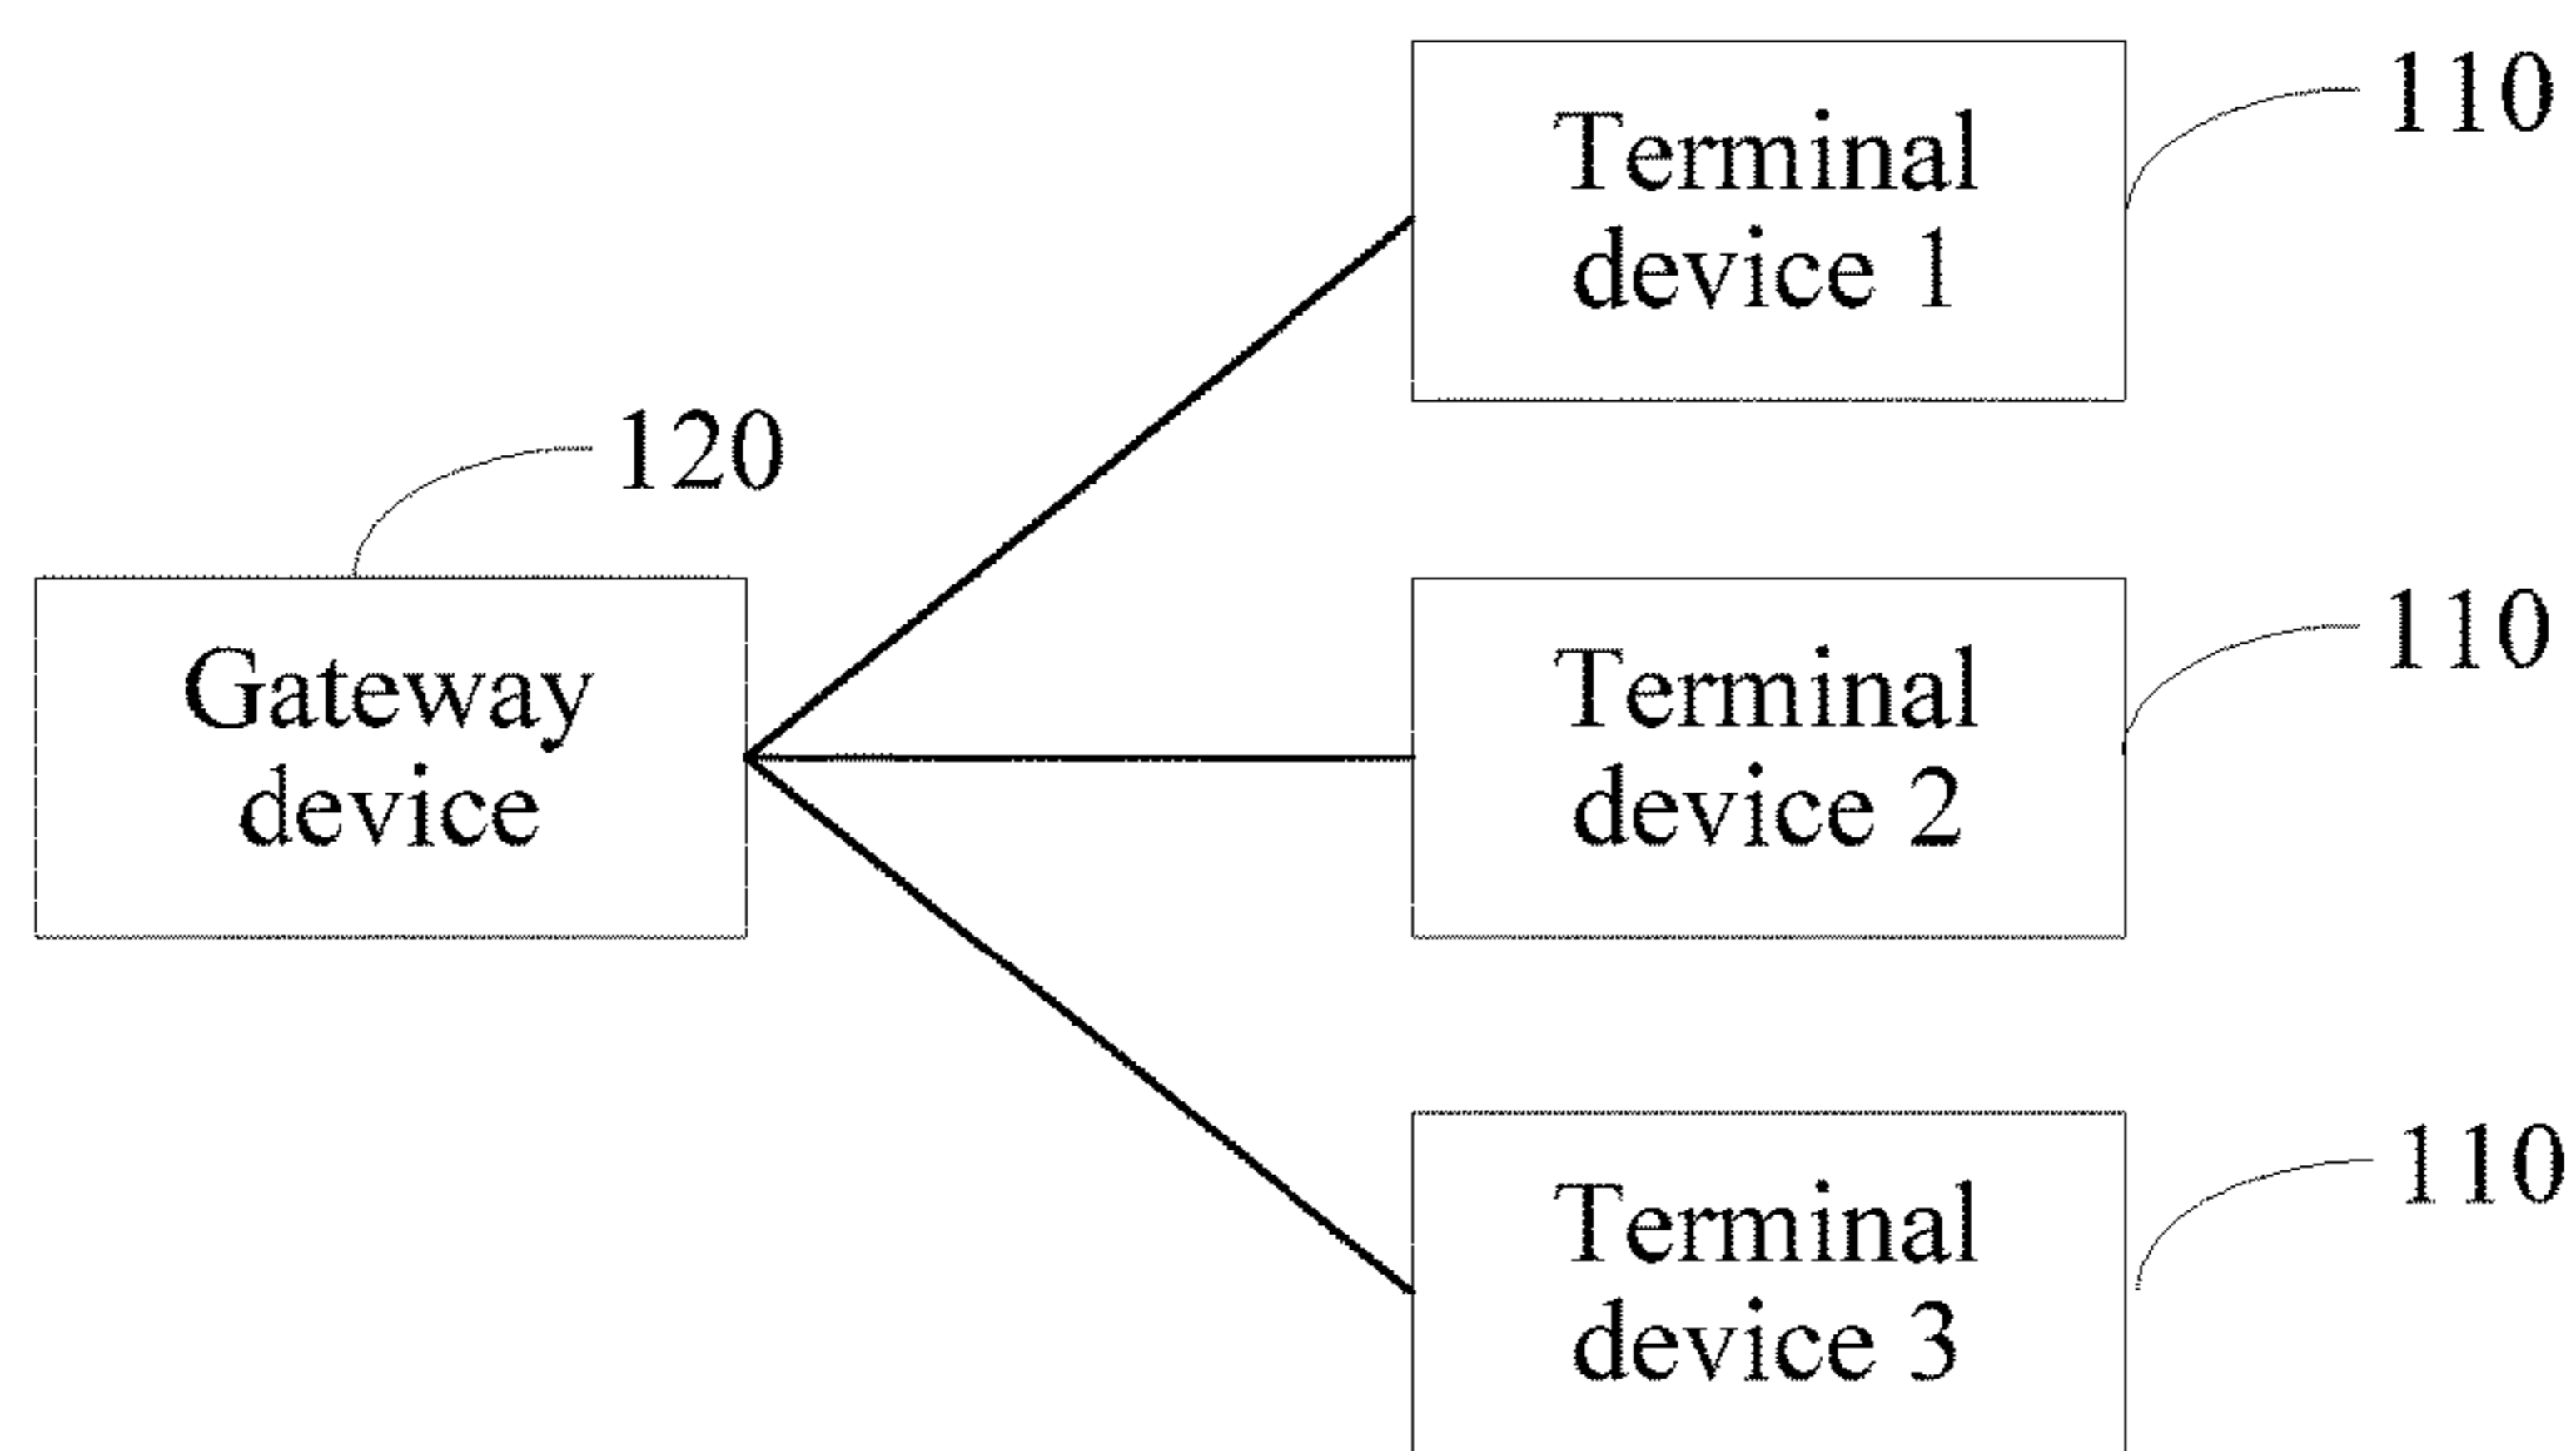 Terminal
device 1
110
120
Gateway
device
Terminal
device 2
110
Terminal
device 3
110